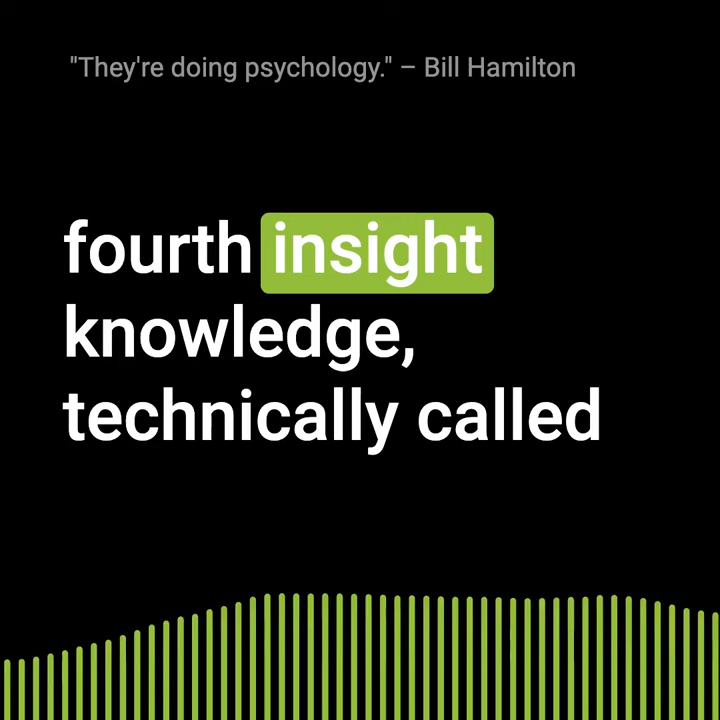 "They're doing psychology." – Bill Hamilton
fourth insight
knowledge,
technically called